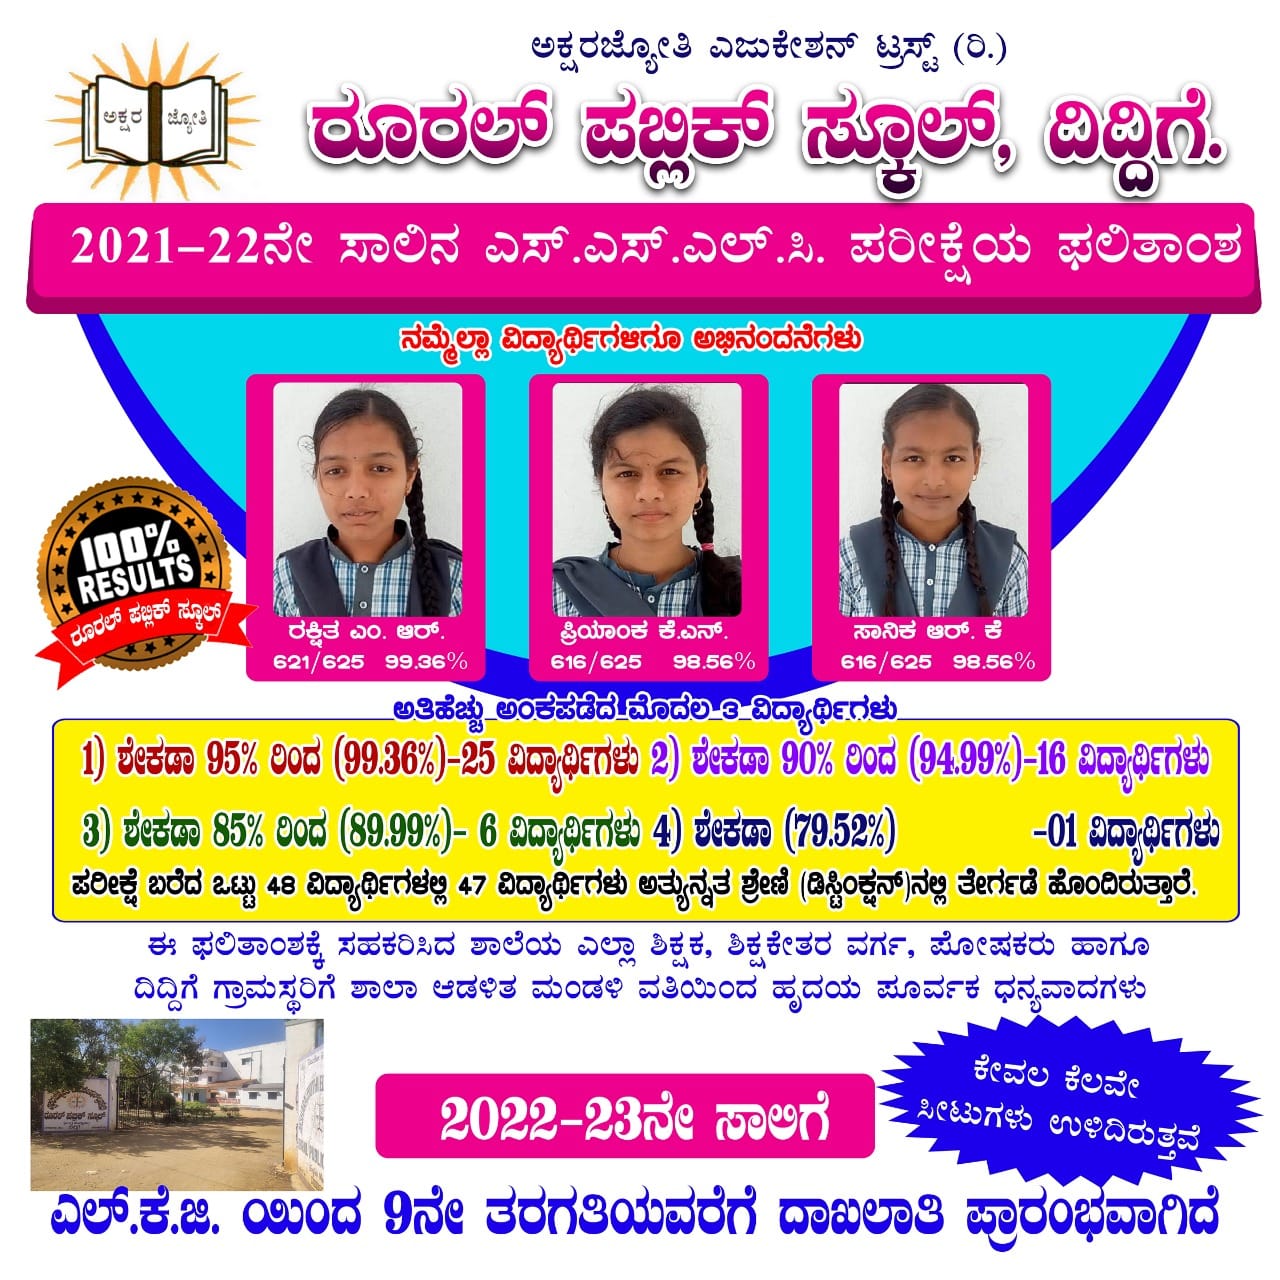 ಅಕ್ಷರಜ್ಯೋತಿ ಎಜುಕೇಶನ್ ಟ್ರಸ್ಟ್ (ರಿ.)
ಅಕ್ಷರ ಜ್ಯೋತಿ
ರೂರಲ್ ಪಬ್ಲಿಕ್ ಸ್ಕೂಲ್, ದಿದ್ದಿಗೆ.
2021-22ನೇ ಸಾಲಿನ ಎಸ್.ಎಸ್.ಎಲ್.ಸಿ. ಪರೀಕ್ಷೆಯ ಫಲಿತಾಂಶ
ನಮ್ಮೆಲ್ಲಾ ವಿದ್ಯಾರ್ಥಿಗಳಿಗೂ ಅಭಿನಂದನೆಗಳು
100%
RESULTS
ರೂರಲ್ ಪಬ್ಲಿಕ್ ಸ್ಕೂಲ್
ರಕ್ಷಿತ ಎಂ. ಆರ್.
621/625 99.36%
ಪ್ರಿಯಾಂಕ ಕೆ.ಎನ್.
616/625 98.56%
ಸಾನಿಕ ಆರ್. ಕೆ
616/625 98.56%
ಅತಿಹೆಚ್ಚು ಅಂಕಪಡೆದ ಮೊದಲ 3 ವಿದ್ಯಾರ್ಥಿಗಳು
1) ಶೇಕಡಾ 95% ರಿಂದ (99.36%)-25 ವಿದ್ಯಾರ್ಥಿಗಳು 2) ಶೇಕಡಾ 90% ರಿಂದ (94.99%)-16 ವಿದ್ಯಾರ್ಥಿಗಳು
3) ಶೇಕಡಾ 85% ರಿಂದ (89.99%)- 6 ವಿದ್ಯಾರ್ಥಿಗಳು 4) ಶೇಕಡಾ (79.52%) -01 ವಿದ್ಯಾರ್ಥಿಗಳು
ಪರೀಕ್ಷೆ ಬರೆದ ಒಟ್ಟು 48 ವಿದ್ಯಾರ್ಥಿಗಳಲ್ಲಿ 47 ವಿದ್ಯಾರ್ಥಿಗಳು ಅತ್ಯುನ್ನತ ಶ್ರೇಣಿ (ಡಿಸ್ಟಿಂಕ್ಷನ್)ನಲ್ಲಿ ತೇರ್ಗಡೆ ಹೊಂದಿರುತ್ತಾರೆ.
ಈ ಫಲಿತಾಂಶಕ್ಕೆ ಸಹಕರಿಸಿದ ಶಾಲೆಯ ಎಲ್ಲಾ ಶಿಕ್ಷಕ, ಶಿಕ್ಷಕೇತರ ವರ್ಗ, ಪೋಷಕರು ಹಾಗೂ
ದಿದ್ದಿಗೆ ಗ್ರಾಮಸ್ಥರಿಗೆ ಶಾಲಾ ಆಡಳಿತ ಮಂಡಳಿ ವತಿಯಿಂದ ಹೃದಯ ಪೂರ್ವಕ ಧನ್ಯವಾದಗಳು
ರೂರಲ್ ಪಬ್ಲಿಕ್ ಸ್ಕೂಲ್
2022-23ನೇ ಸಾಲಿಗೆ
ಕೇವಲ ಕೆಲವೇ
ಸೀಟುಗಳು ಉಳಿದಿರುತ್ತವೆ
ಎಲ್.ಕೆ.ಜಿ. ಯಿಂದ 9ನೇ ತರಗತಿಯವರೆಗೆ ದಾಖಲಾತಿ ಪ್ರಾರಂಭವಾಗಿದೆ